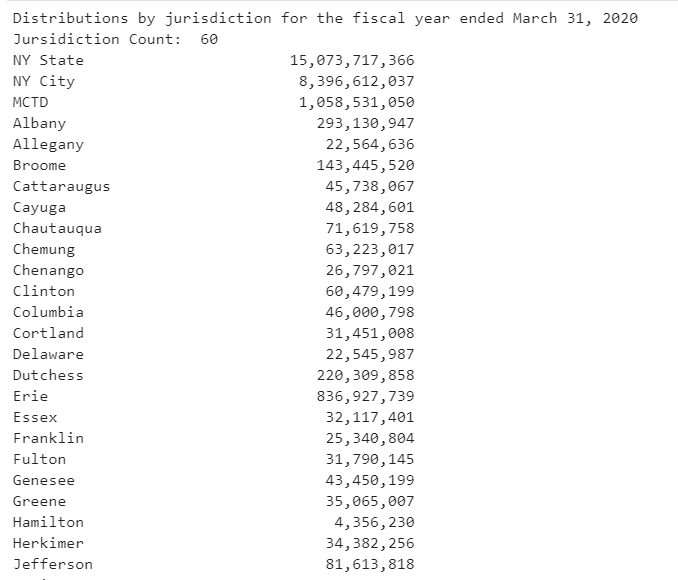 Distributions by jurisdiction for the fiscal year ended March 31, 2020
Jursidiction Count: 60
NY State 15,073,717,366
NY City 8,396,612,037
MCTD 1,058,531,050
Albany 293,130,947
Allegany 22,564,636
Broome 143,445,520
Cattaraugus 45,738,067
Cayuga 48,284,601
Chautauqua 71,619,758
Chemung 63,223,017
Chenango 26,797,021
Clinton 60,479,199
Columbia 46,000,798
Cortland 31,451,008
Delaware 22,545,987
Dutchess 220,309,858
Erie 836,927,739
Essex 32,117,401
Franklin 25,340,804
Fulton 31,790,145
Genesee 43,450,199
Greene 35,065,007
Hamilton 4,356,230
Herkimer 34,382,256
Jefferson 81,613,818